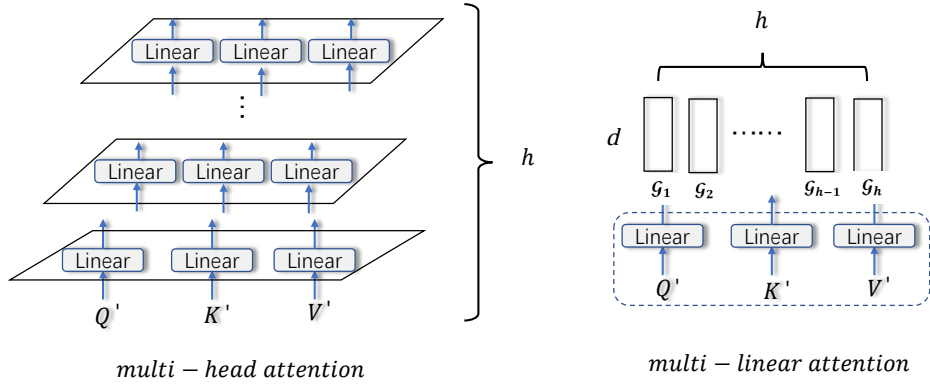 Linear Linear Linear
⋮
Linear Linear Linear
Linear Linear Linear
Q' K' V'
h
multi − head attention
h
d
……
𝒢₁ 𝒢₂ 𝒢ₕ₋₁ 𝒢ₕ
Linear Linear Linear
Q' K' V'
multi − linear attention